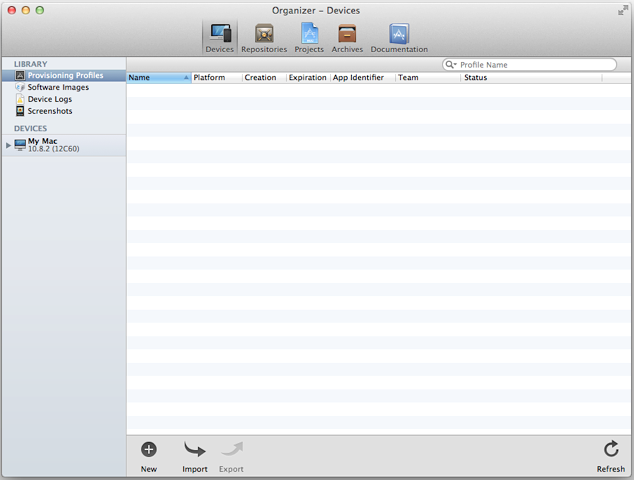 Organizer – Devices
Devices Repositories Projects Archives Documentation
Profile Name
LIBRARY
Provisioning Profiles
Software Images
Device Logs
Screenshots
DEVICES
My Mac
10.8.2 (12C60)
Name Platform Creation Expiration App Identifier Team Status
New Import Export Refresh